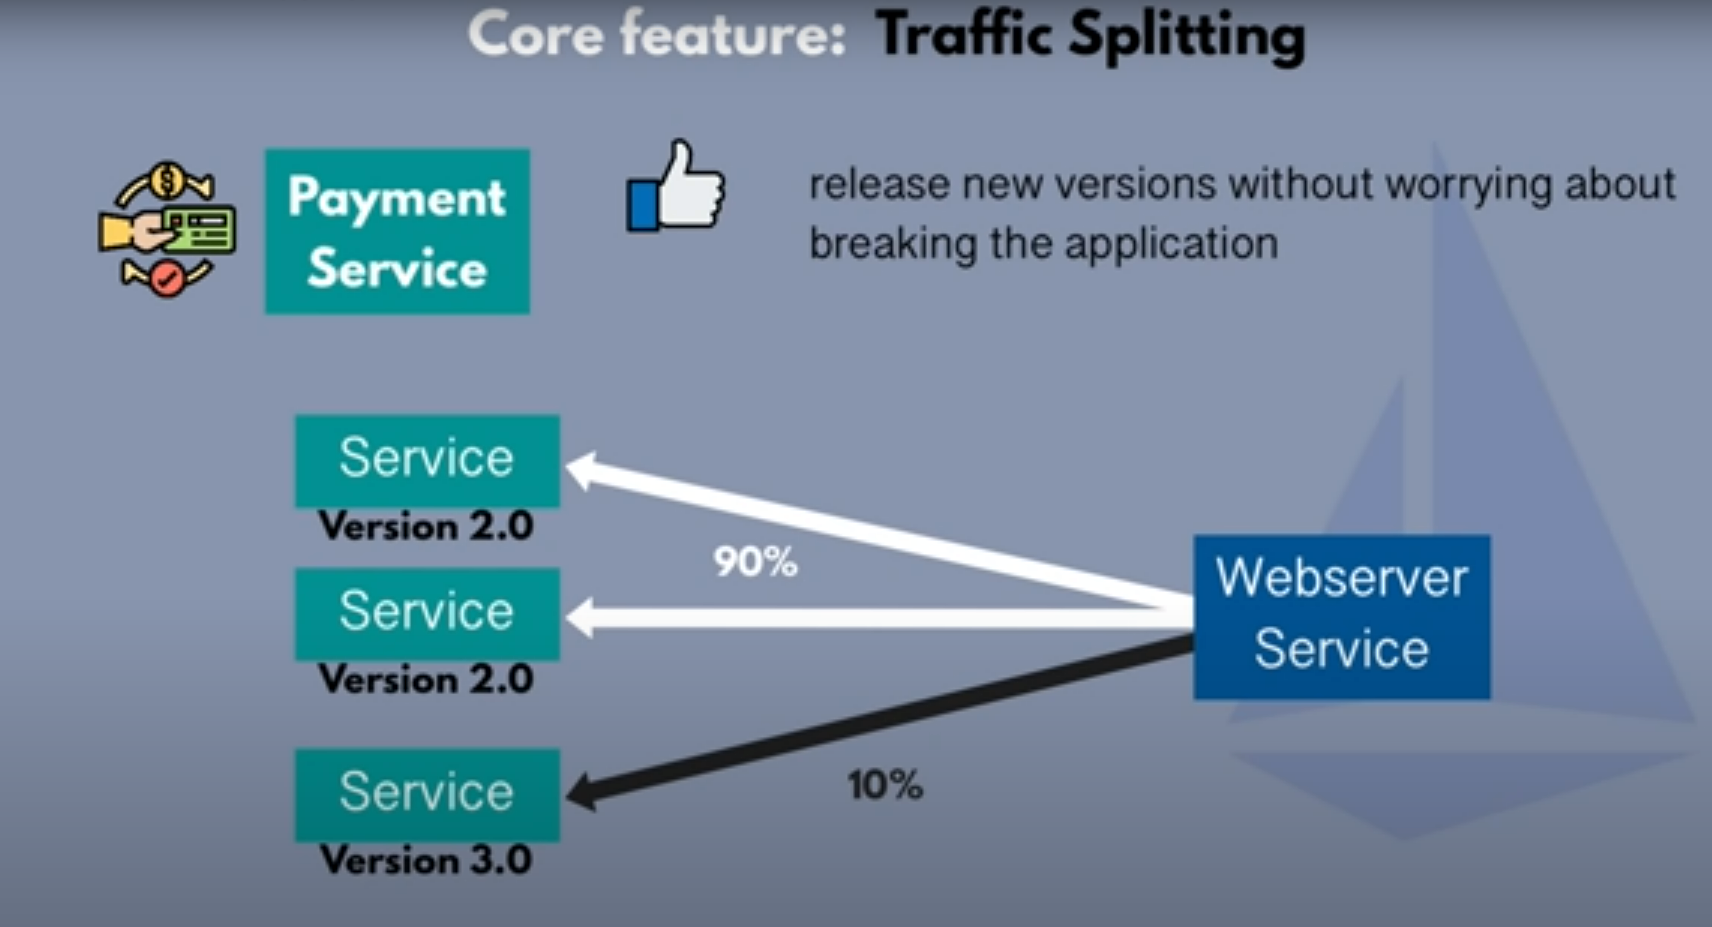 Core feature: Traffic Splitting
Payment
Service
release new versions without worrying about
breaking the application
Service
Version 2.0
90%
Service
Version 2.0
Webserver
Service
Service
10%
Version 3.0